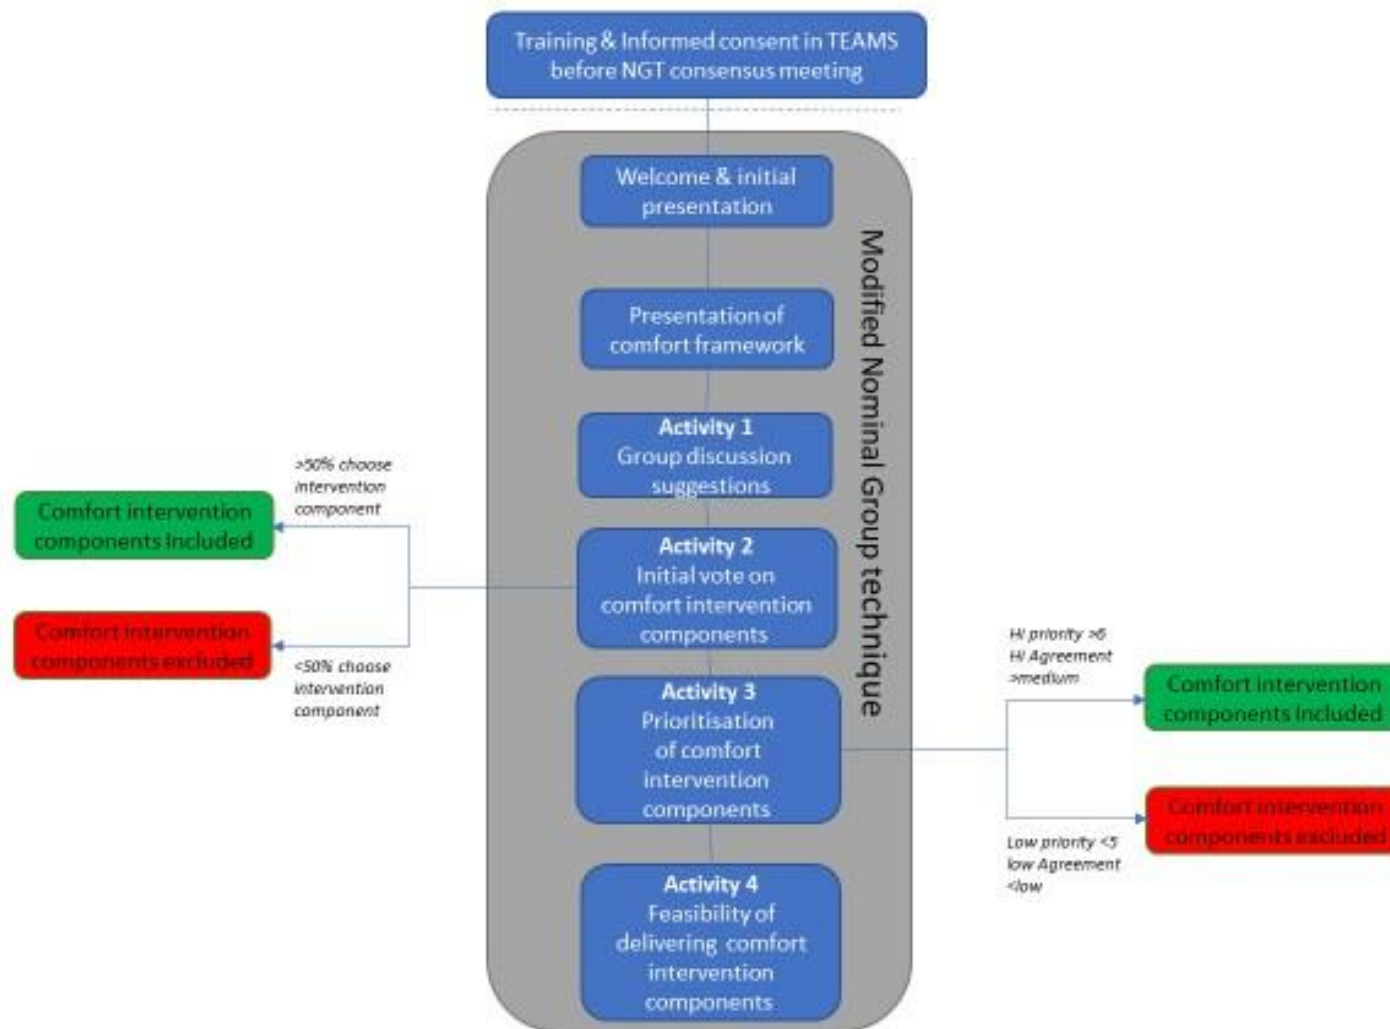 Training & Informed consent in TEAMS
before NGT consensus meeting
Welcome & initial
presentation
Presentation of
comfort framework
Modified Nominal Group technique
Activity 1
Group discussion
suggestions
Activity 2
Initial vote on
comfort intervention
components
>50% choose
intervention
component
Comfort intervention
components Included
Comfort intervention
components excluded
<50% choose
intervention
component
Activity 3
Prioritisation
of comfort
intervention
components
Hi priority >6
Hi Agreement
>medium
Comfort intervention
components Included
Comfort intervention
components excluded
Low priority <5
low Agreement
<low
Activity 4
Feasibility of
delivering comfort
intervention
components